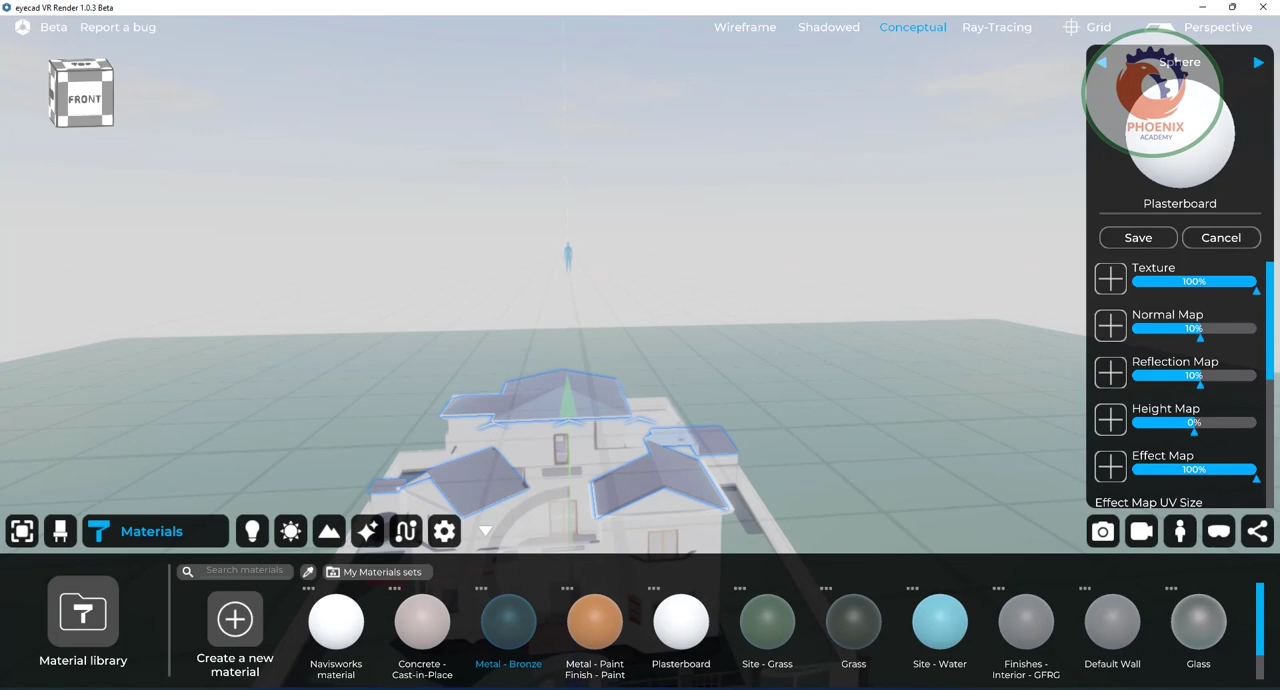 eyecad VR Render 1.0.3 Beta
Beta Report a bug
Wireframe Shadowed Conceptual Ray-Tracing Grid Perspective
TOP
FRONT
Sphere
PHOENIX
ACADEMY
Plasterboard
Save Cancel
Texture
100%
Normal Map
10%
Reflection Map
10%
Height Map
0%
Effect Map
100%
Effect Map UV Size
Materials
Search materials
My Materials sets
Material library
Create a new
material
Navisworks
material
Concrete -
Cast-in-Place
Metal - Bronze
Metal - Paint
Finish - Paint
Plasterboard
Site - Grass
Grass
Site - Water
Finishes -
Interior - GFRG
Default Wall
Glass